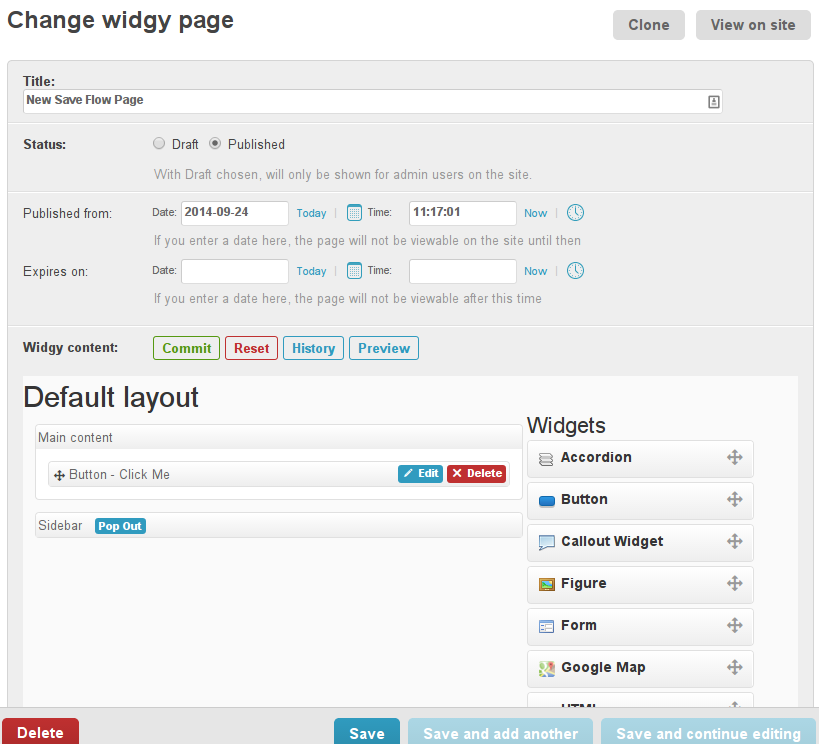 Change widgy page
Clone
View on site
Title:
New Save Flow Page
Status:
Draft
Published
With Draft chosen, will only be shown for admin users on the site.
Published from:
Date: 2014-09-24 Today | Time: 11:17:01 Now |
If you enter a date here, the page will not be viewable on the site until then
Expires on:
Date: Today | Time: Now |
If you enter a date here, the page will not be viewable after this time
Widgy content:
Commit
Reset
History
Preview
Default layout
Main content
Button - Click Me
Edit
Delete
Sidebar
Pop Out
Widgets
Accordion
Button
Callout Widget
Figure
Form
Google Map
HTML
Delete
Save
Save and add another
Save and continue editing